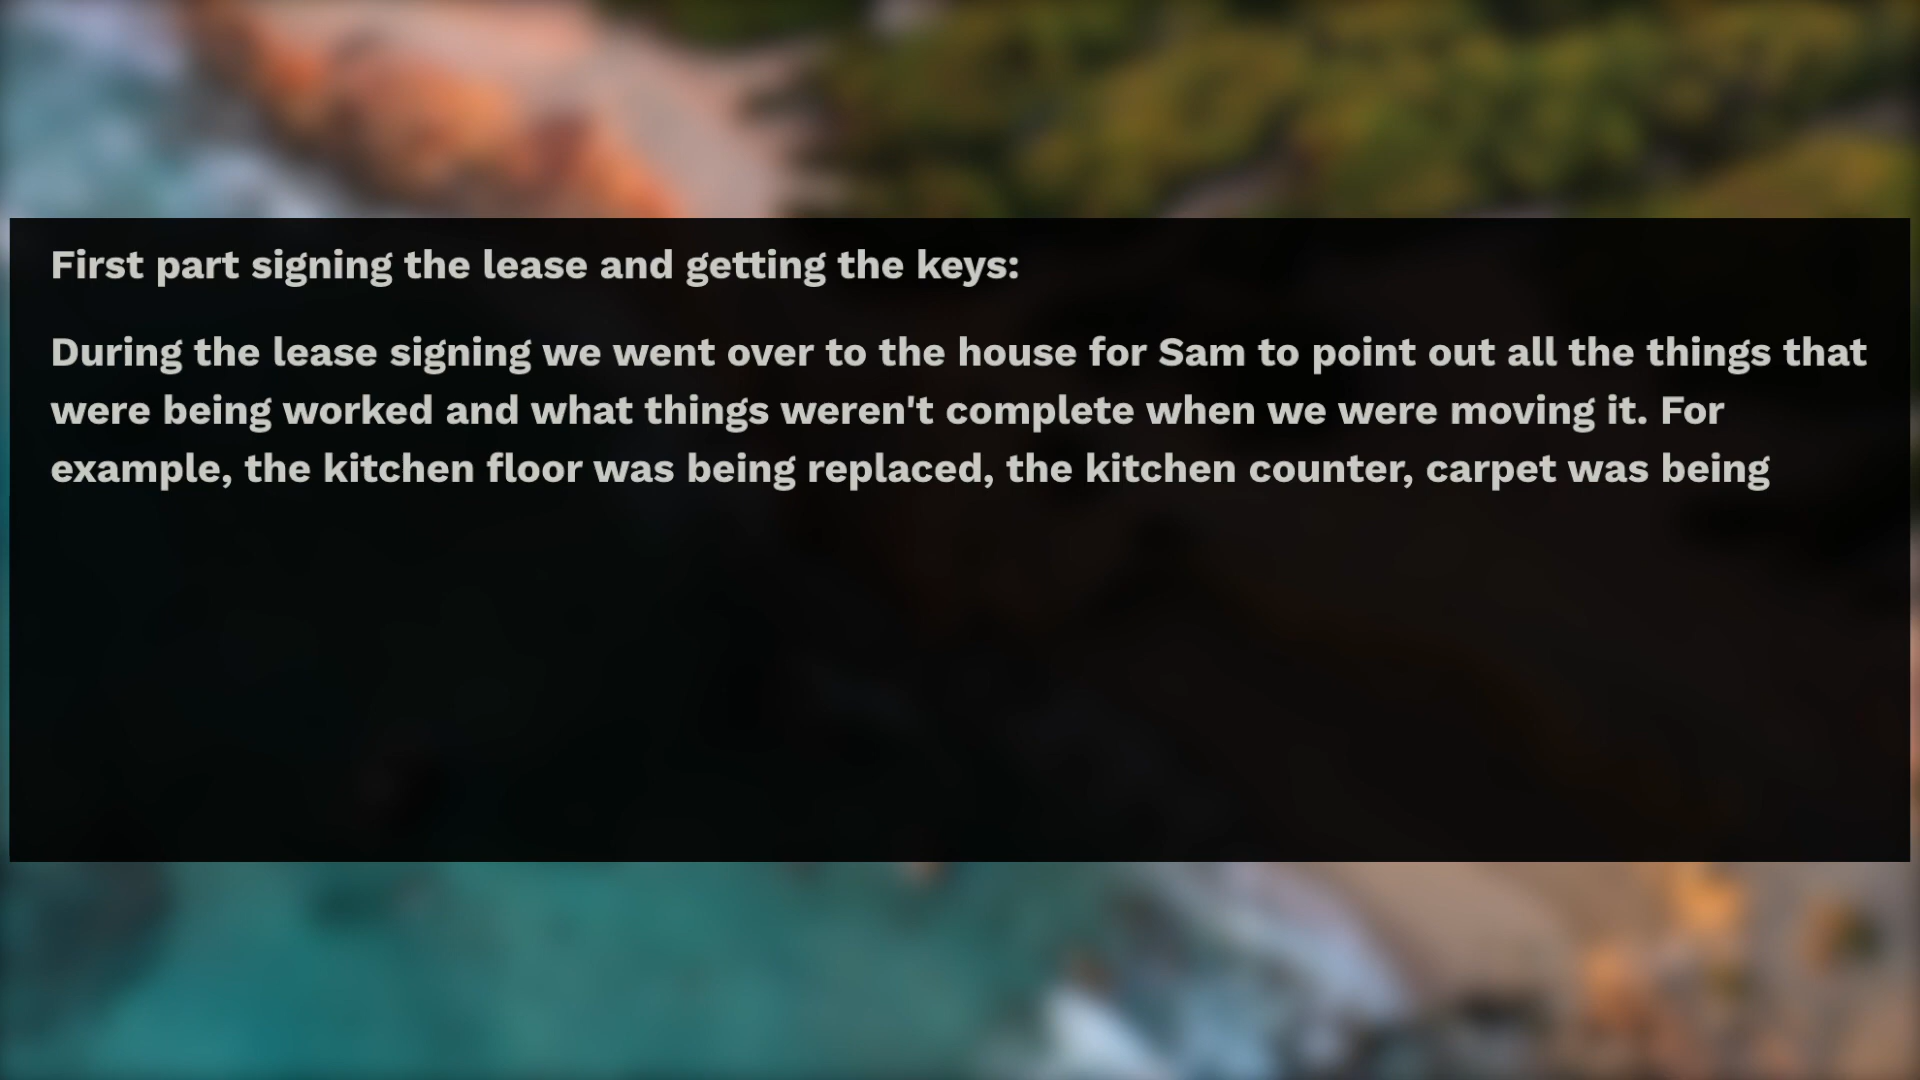 First part signing the lease and getting the keys:
During the lease signing we went over to the house for Sam to point out all the things that
were being worked and what things weren't complete when we were moving it. For
example, the kitchen floor was being replaced, the kitchen counter, carpet was being